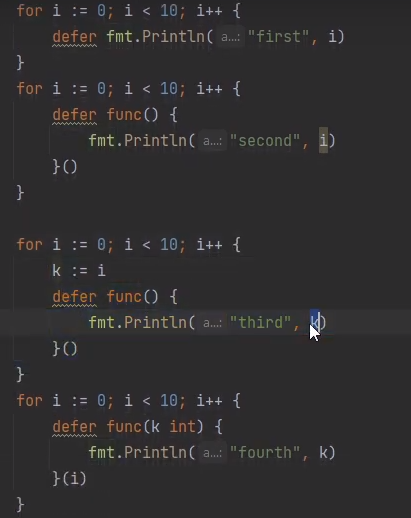 for i := 0; i < 10; i++ {
    defer fmt.Println( a...: "first", i)
}
for i := 0; i < 10; i++ {
    defer func() {
        fmt.Println( a...: "second", i)
    }()
}

for i := 0; i < 10; i++ {
    k := i
    defer func() {
        fmt.Println( a...: "third", k)
    }()
}
for i := 0; i < 10; i++ {
    defer func(k int) {
        fmt.Println( a...: "fourth", k)
    }(i)
}